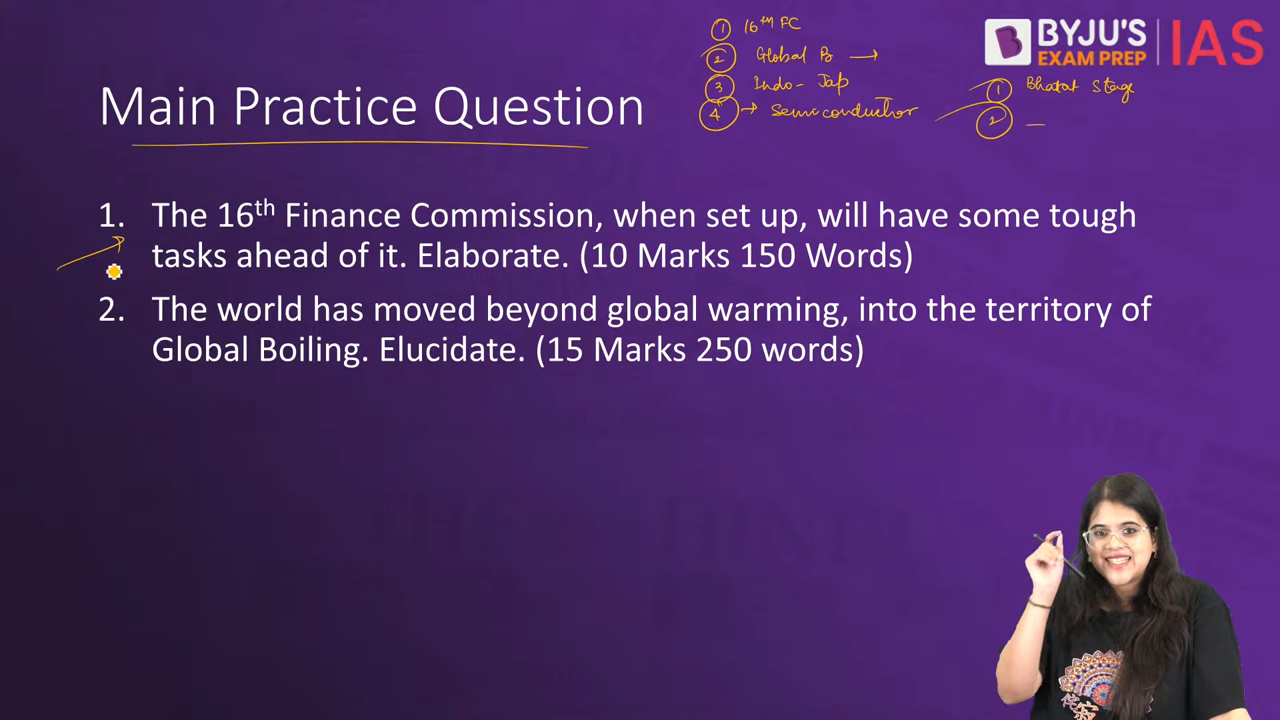 ① 16th FC
② Global B →
③ Indo - Jap
④ → Semiconductor
① Bharat Stage
② —
BYJU'S
EXAM PREP
IAS
Main Practice Question
1. The 16th Finance Commission, when set up, will have some tough
tasks ahead of it. Elaborate. (10 Marks 150 Words)
2. The world has moved beyond global warming, into the territory of
Global Boiling. Elucidate. (15 Marks 250 words)